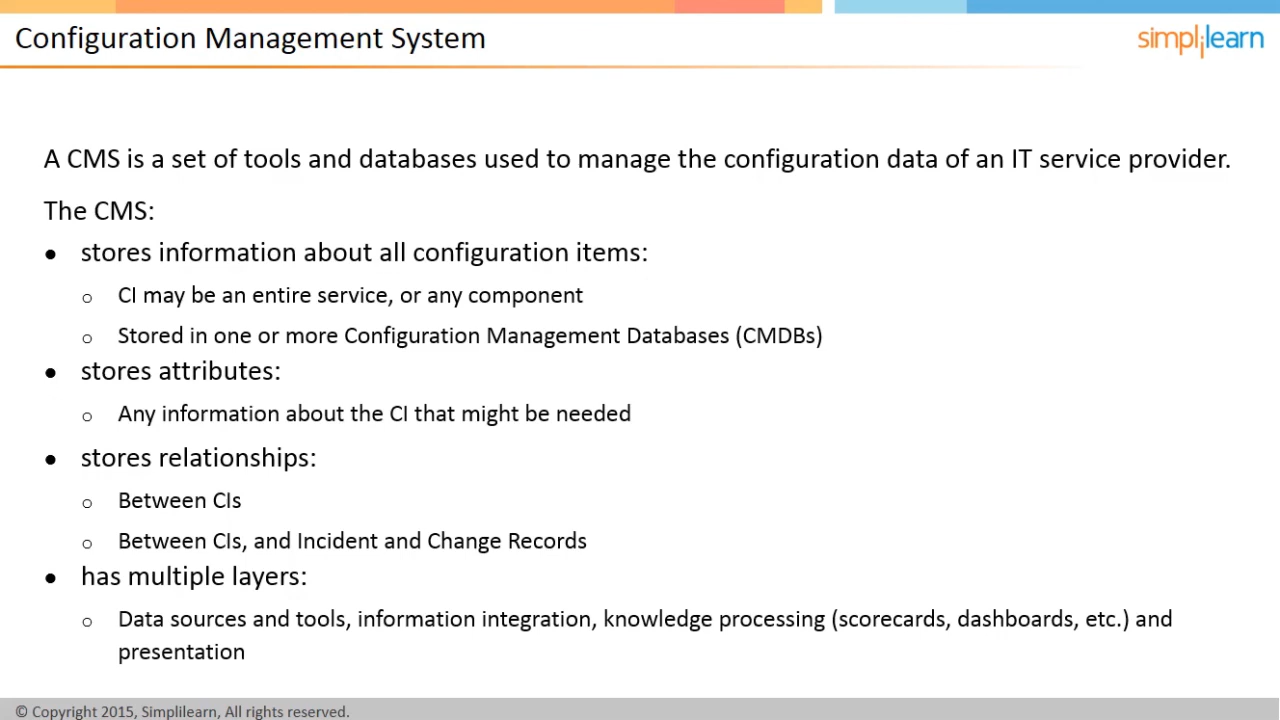 Configuration Management System
simplilearn
A CMS is a set of tools and databases used to manage the configuration data of an IT service provider.
The CMS:
● stores information about all configuration items:
○ CI may be an entire service, or any component
○ Stored in one or more Configuration Management Databases (CMDBs)
● stores attributes:
○ Any information about the CI that might be needed
● stores relationships:
○ Between CIs
○ Between CIs, and Incident and Change Records
● has multiple layers:
○ Data sources and tools, information integration, knowledge processing (scorecards, dashboards, etc.) and
presentation
© Copyright 2015, Simplilearn, All rights reserved.